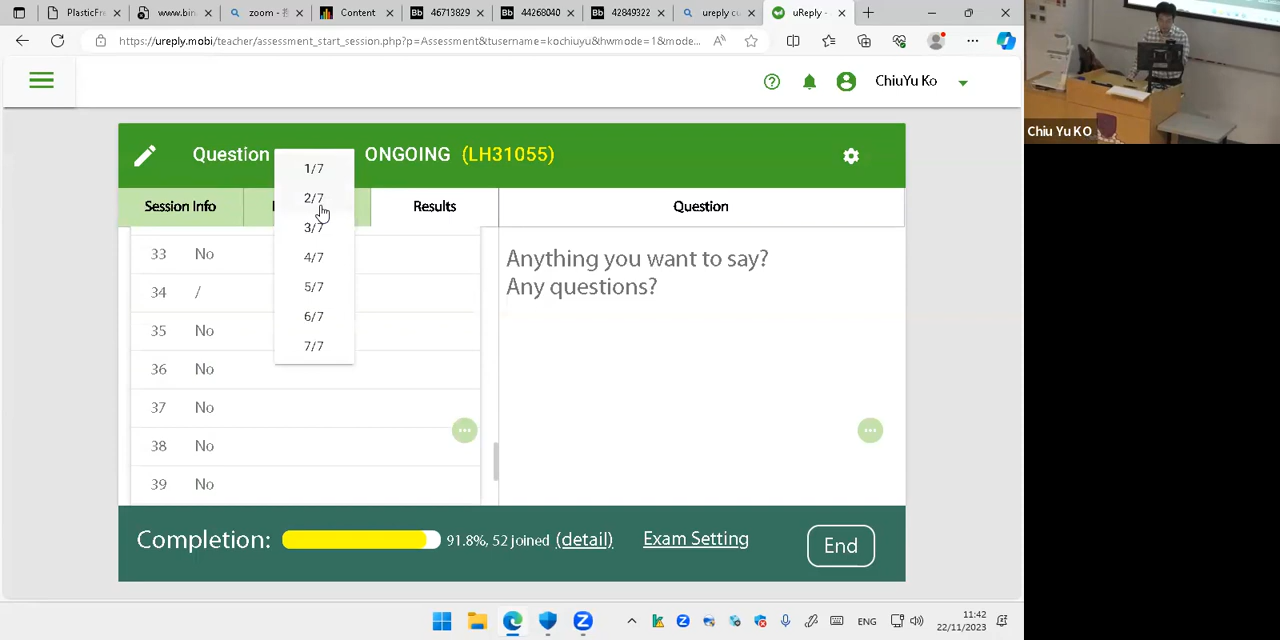 PlasticFre
www.bin
zoom - 搜
Content
46713829
44268040
42849322
ureply cu
uReply -
https://ureply.mobi/teacher/assessment_start_session.php?p=Assessment&tusername=kochiuyu&hwmode=1&mode...
ChiuYu Ko
Question
ONGOING (LH31055)
1/7
2/7
3/7
4/7
5/7
6/7
7/7
Session Info
Results
Question
33 No
34 /
35 No
36 No
37 No
38 No
39 No
Anything you want to say?
Any questions?
Completion:
91.8%, 52 joined (detail)
Exam Setting
End
ENG
11:42
22/11/2023
Chiu Yu KO